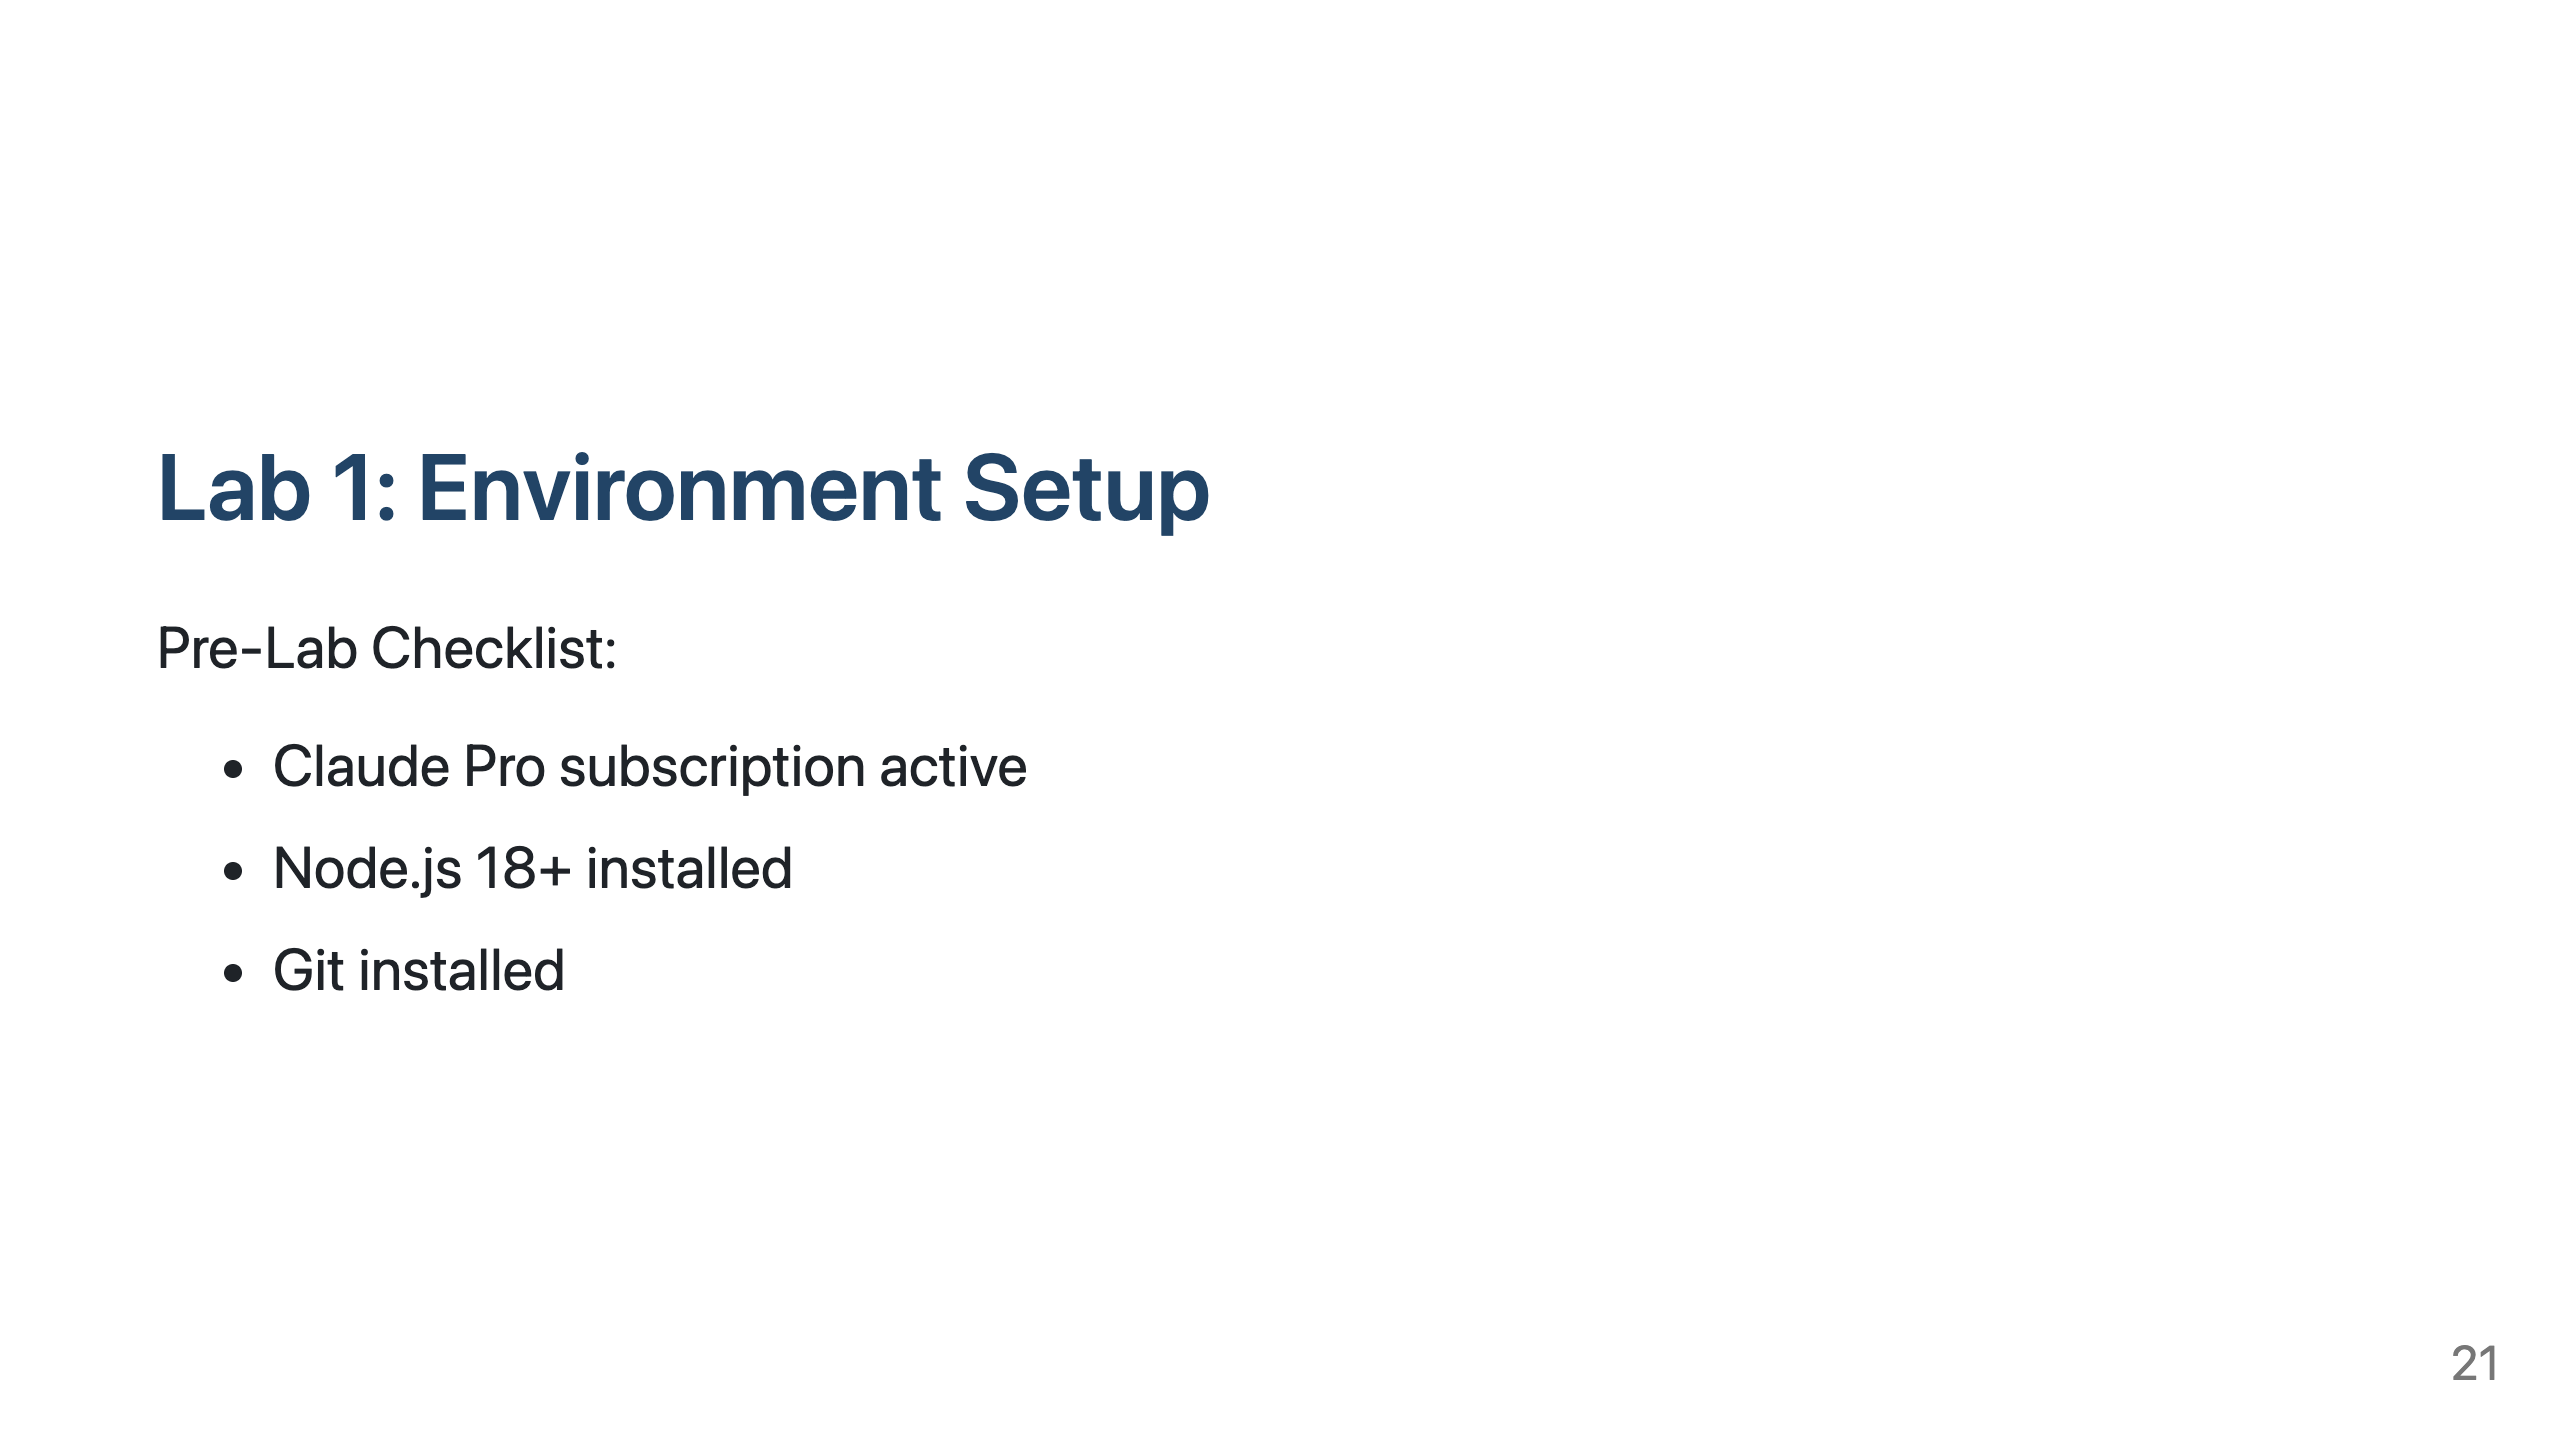 Lab 1: Environment Setup
Pre-Lab Checklist:
• Claude Pro subscription active
• Node.js 18+ installed
• Git installed
21